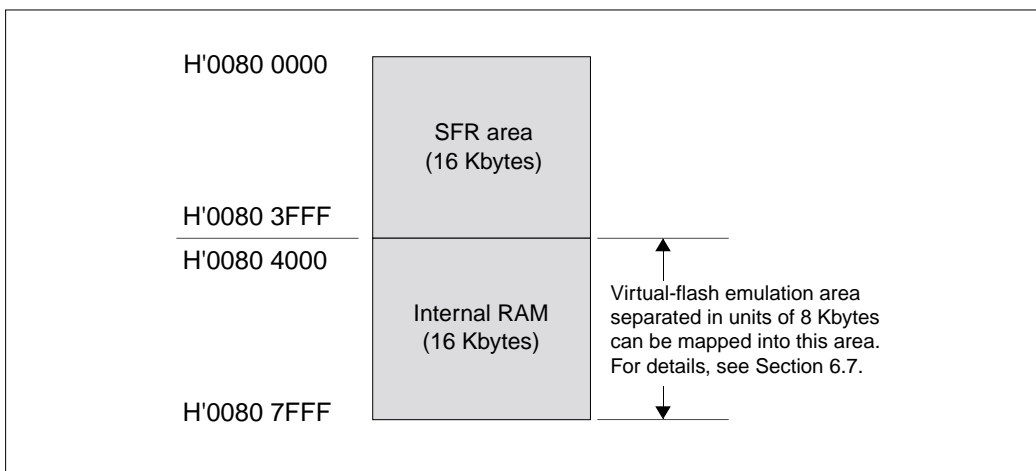 H'0080 0000
SFR area
(16 Kbytes)
H'0080 3FFF
H'0080 4000
Internal RAM
(16 Kbytes)
Virtual-flash emulation area
separated in units of 8 Kbytes
can be mapped into this area.
For details, see Section 6.7.
H'0080 7FFF